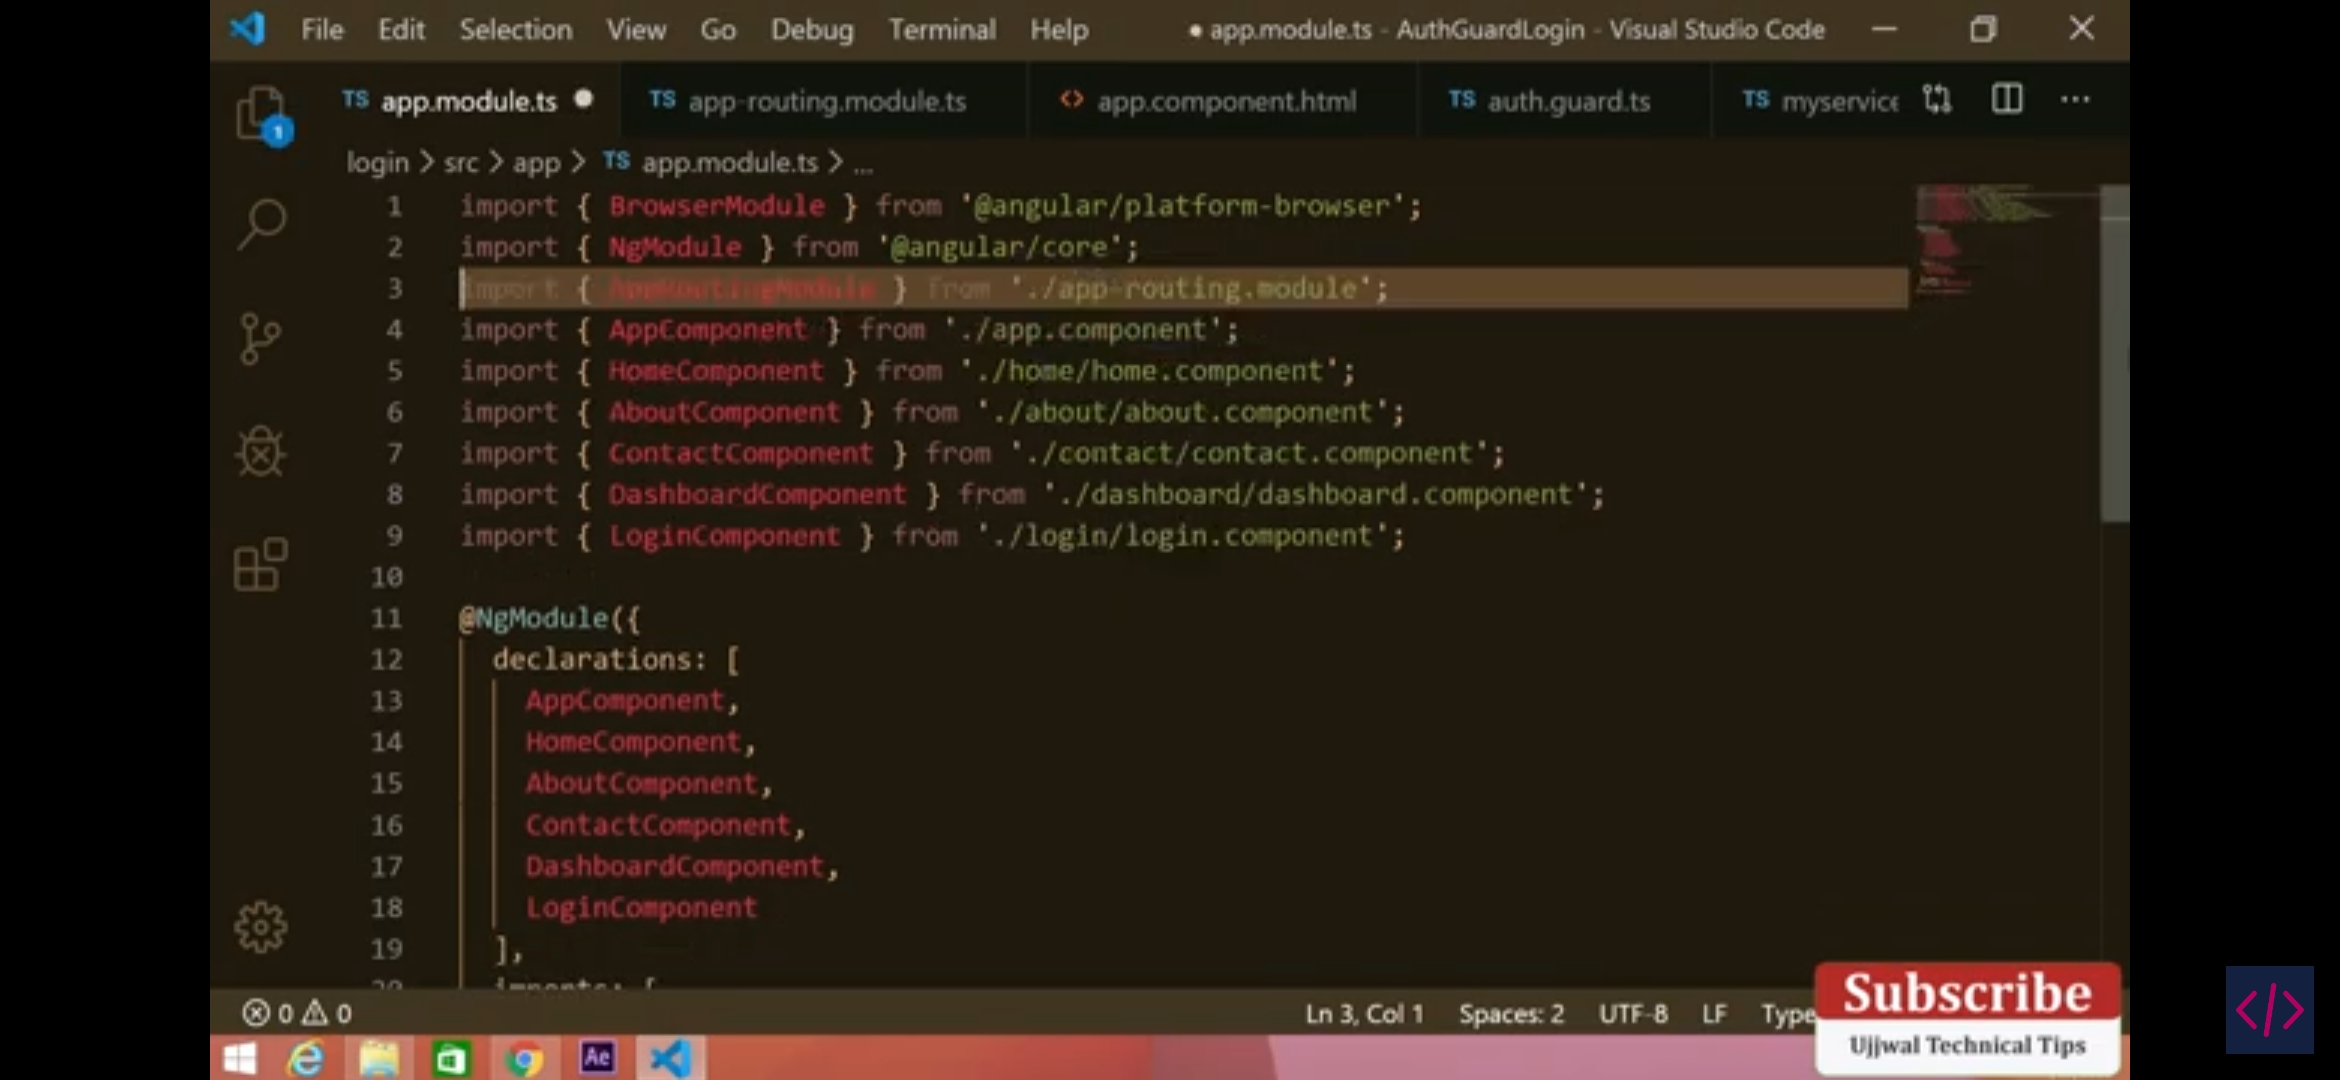 File Edit Selection View Go Debug Terminal Help ● app.module.ts - AuthGuardLogin - Visual Studio Code
TS app.module.ts ● TS app-routing.module.ts <> app.component.html TS auth.guard.ts TS myservice
1
login > src > app > TS app.module.ts > ...
1 import { BrowserModule } from '@angular/platform-browser';
2 import { NgModule } from '@angular/core';
3 import { AppRoutingModule } from './app-routing.module';
4 import { AppComponent } from './app.component';
5 import { HomeComponent } from './home/home.component';
6 import { AboutComponent } from './about/about.component';
7 import { ContactComponent } from './contact/contact.component';
8 import { DashboardComponent } from './dashboard/dashboard.component';
9 import { LoginComponent } from './login/login.component';
10
11 @NgModule({
12 declarations: [
13 AppComponent,
14 HomeComponent,
15 AboutComponent,
16 ContactComponent,
17 DashboardComponent,
18 LoginComponent
19 ],
20 imports: [
0 0 Ln 3, Col 1 Spaces: 2 UTF-8 LF Type
Subscribe
Ujjwal Technical Tips
Ae
</>